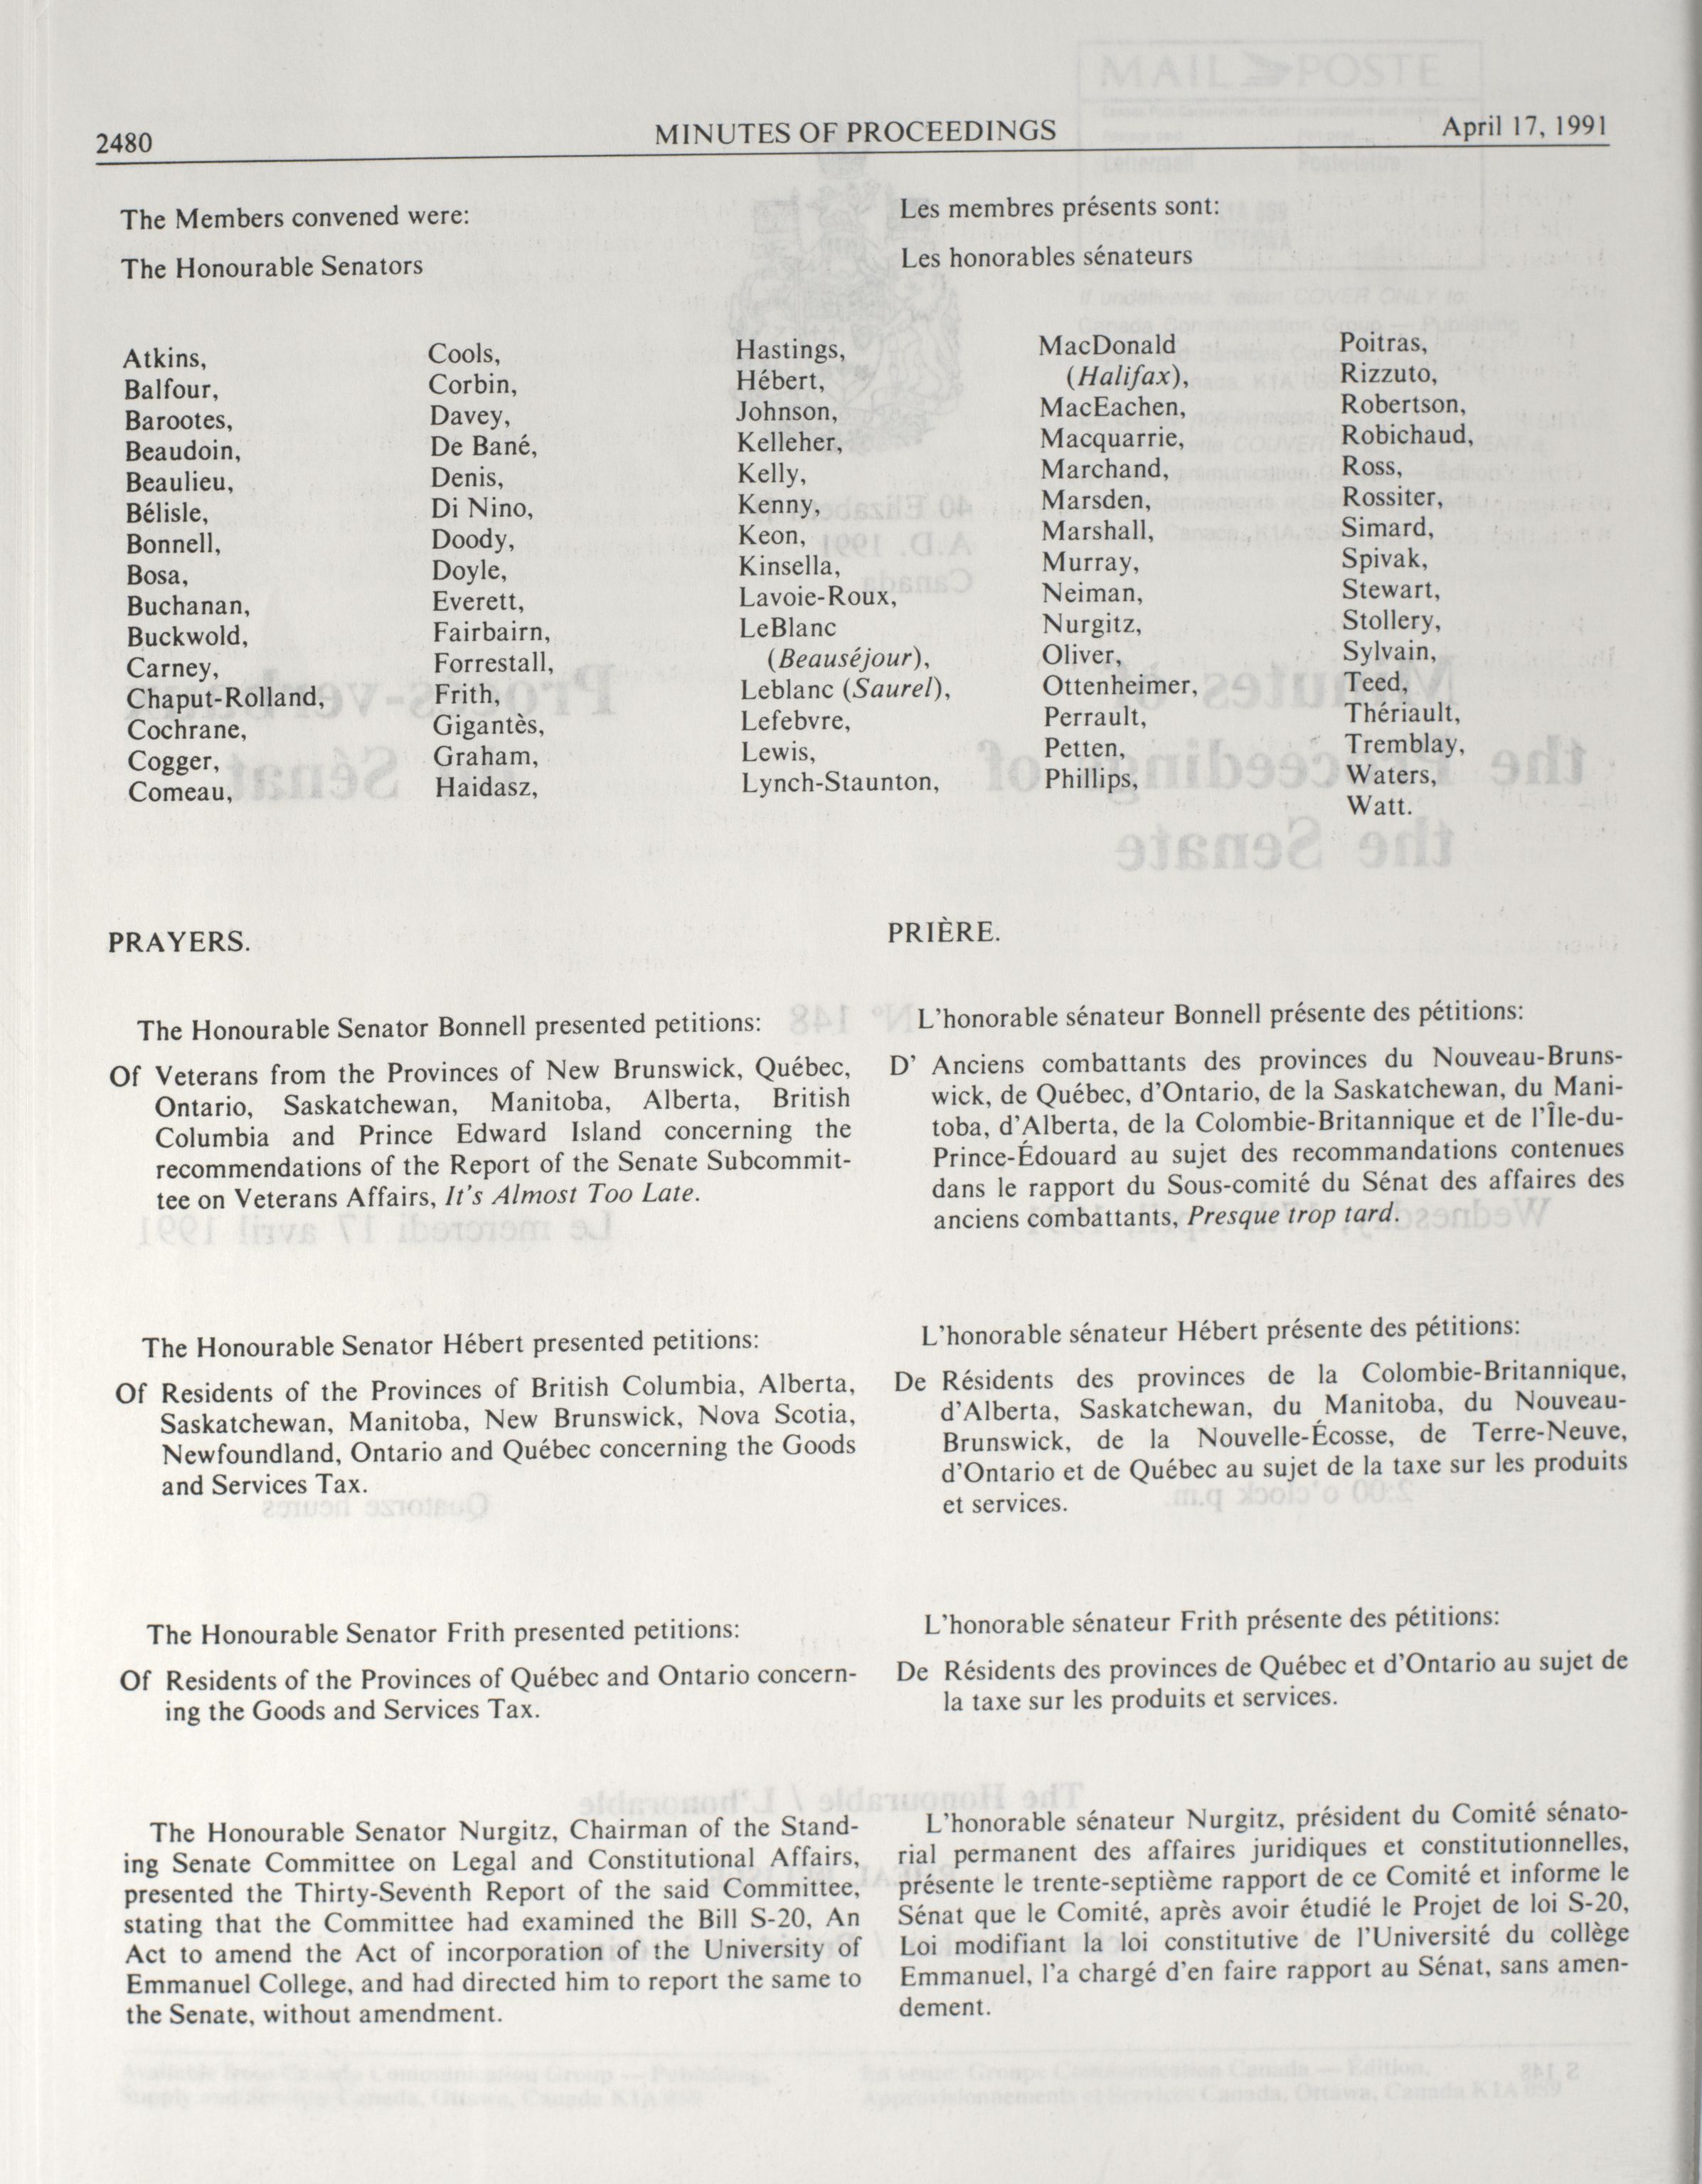 2480
MINUTES OF PROCEEDINGS
April 17, 1991
The Members convened were:
The Honourable Senators
Les membres présents sont:
Les honorables sénateurs
Atkins,
Balfour,
Barootes,
Beaudoin,
Beaulieu,
Bélisle,
Bonnell,
Bosa,
Buchanan,
Buckwold,
Carney,
Chaput-Rolland,
Cochrane,
Cogger,
Comeau,
Cools,
Corbin,
Davey,
De Bané,
Denis,
Di Nino,
Doody,
Doyle,
Everett,
Fairbairn,
Forrestall,
Frith,
Gigantès,
Graham,
Haidasz,
Hastings,
Hébert,
Johnson,
Kelleher,
Kelly,
Kenny,
Keon,
Kinsella,
Lavoie-Roux,
LeBlanc
(Beauséjour),
Leblanc (Saurel),
Lefebvre,
Lewis,
Lynch-Staunton,
MacDonald
(Halifax),
MacEachen,
Macquarrie,
Marchand,
Marsden,
Marshall,
Murray,
Neiman,
Nurgitz,
Oliver,
Ottenheimer,
Perrault,
Petten,
Phillips,
Poitras,
Rizzuto,
Robertson,
Robichaud,
Ross,
Rossiter,
Simard,
Spivak,
Stewart,
Stollery,
Sylvain,
Teed,
Thériault,
Tremblay,
Waters,
Watt.
PRAYERS.
The Honourable Senator Bonnell presented petitions:
Of Veterans from the Provinces of New Brunswick, Québec,
Ontario, Saskatchewan, Manitoba, Alberta, British
Columbia and Prince Edward Island concerning the
recommendations of the Report of the Senate Subcommit-
tee on Veterans Affairs, It's Almost Too Late.
The Honourable Senator Hébert presented petitions:
Of Residents of the Provinces of British Columbia, Alberta,
Saskatchewan, Manitoba, New Brunswick, Nova Scotia,
Newfoundland, Ontario and Québec concerning the Goods
and Services Tax.
The Honourable Senator Frith presented petitions:
Of Residents of the Provinces of Québec and Ontario concern-
ing the Goods and Services Tax.
The Honourable Senator Nurgitz, Chairman of the Stand-
ing Senate Committee on Legal and Constitutional Affairs,
presented the Thirty-Seventh Report of the said Committee,
stating that the Committee had examined the Bill S-20, An
Act to amend the Act of incorporation of the University of
Emmanuel College, and had directed him to report the same to
the Senate, without amendment.
PRIÈRE.
L'honorable sénateur Bonnell présente des pétitions:
D' Anciens combattants des provinces du Nouveau-Bruns-
wick, de Québec, d'Ontario, de la Saskatchewan, du Mani-
toba, d'Alberta, de la Colombie-Britannique et de l'Île-du-
Prince-Édouard au sujet des recommandations contenues
dans le rapport du Sous-comité du Sénat des affaires des
anciens combattants, Presque trop tard.
L'honorable sénateur Hébert présente des pétitions:
De Résidents des provinces de la Colombie-Britannique,
d'Alberta, Saskatchewan, du Manitoba, du Nouveau-
Brunswick, de la Nouvelle-Écosse, de Terre-Neuve,
d'Ontario et de Québec au sujet de la taxe sur les produits
et services.
L'honorable sénateur Frith présente des pétitions:
De Résidents des provinces de Québec et d'Ontario au sujet de
la taxe sur les produits et services.
L'honorable sénateur Nurgitz, président du Comité sénato-
rial permanent des affaires juridiques et constitutionnelles,
présente le trente-septième rapport de ce Comité et informe le
Sénat que le Comité, après avoir étudié le Projet de loi S-20,
Loi modifiant la loi constitutive de l'Université du collège
Emmanuel, l'a chargé d'en faire rapport au Sénat, sans amen-
dement.